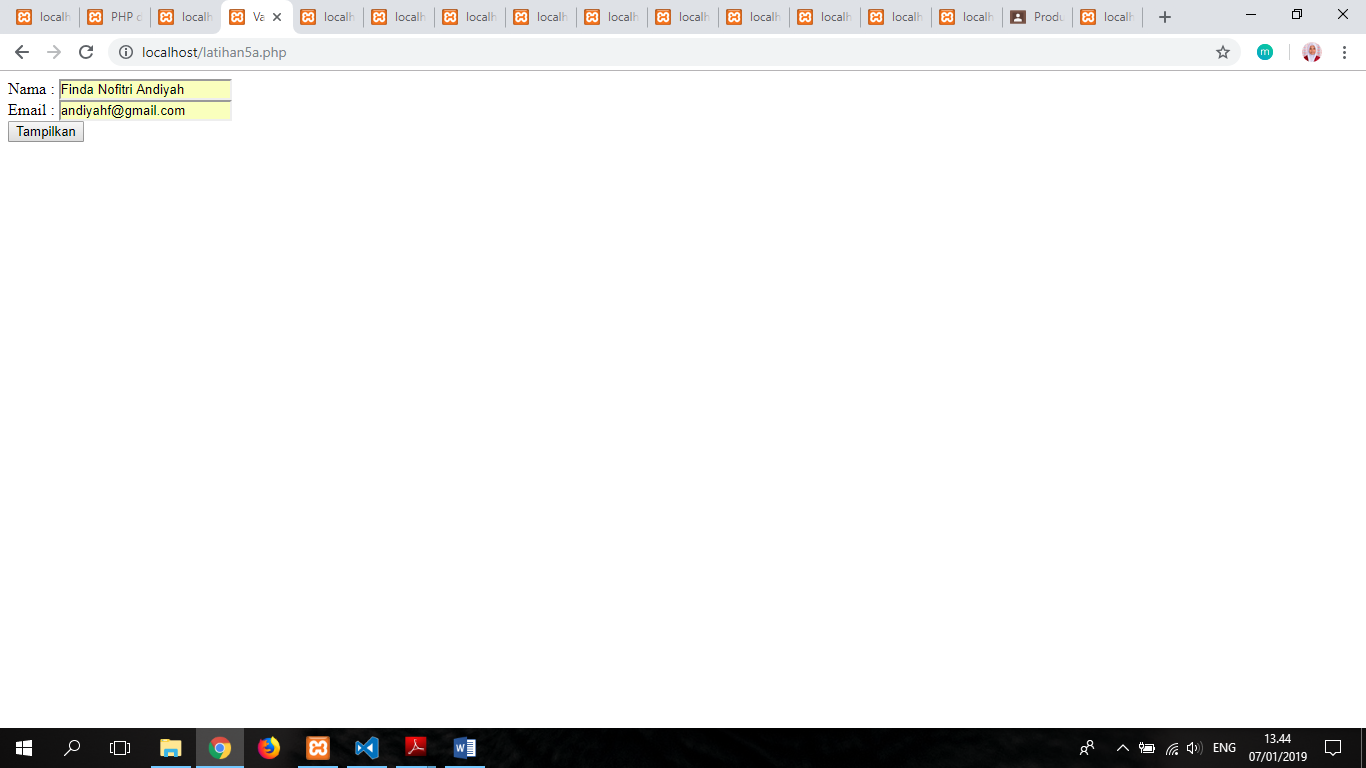 localh PHP c localh Va localh localh localh localh localh localh localh localh localh localh Produ localh
localhost/latihan5a.php
m
Nama : Finda Nofitri Andiyah
Email : andiyahf@gmail.com
Tampilkan
ENG
13.44
07/01/2019